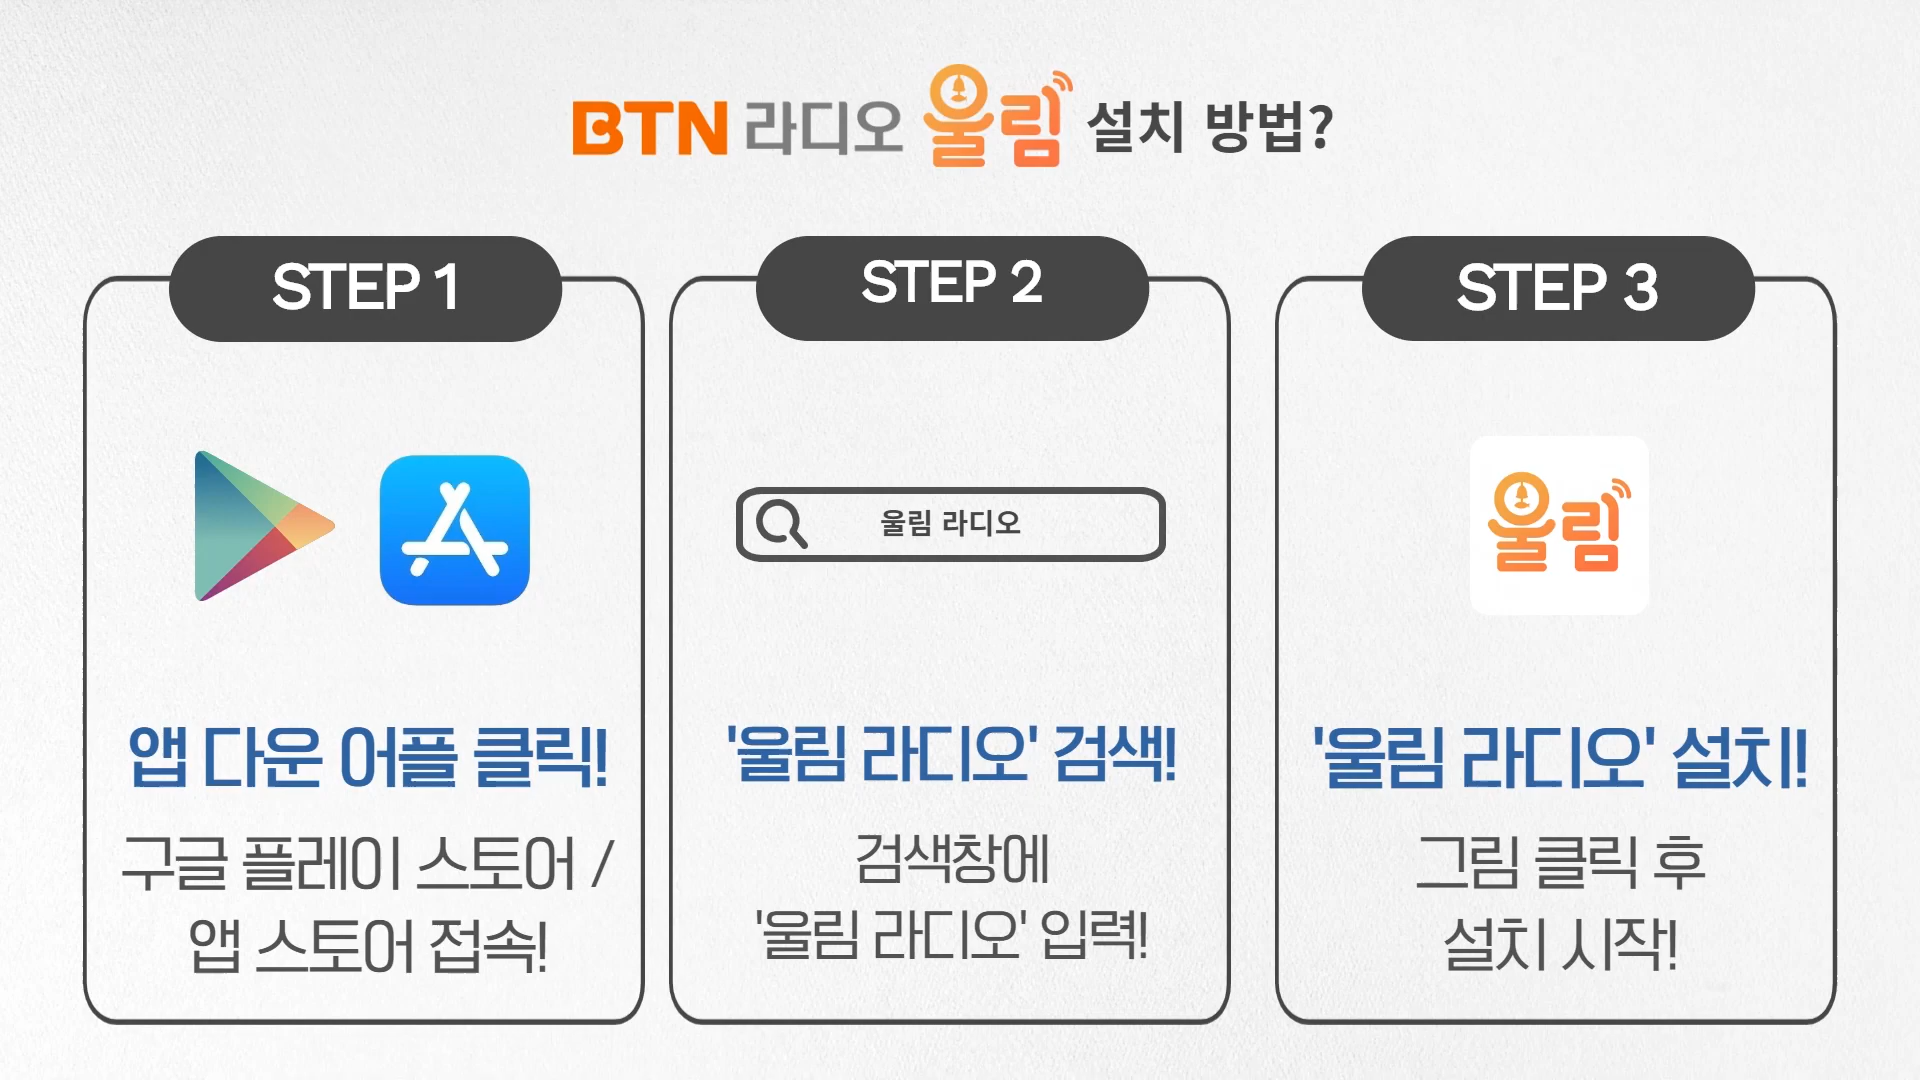 BTN 라디오 울림 설치 방법?
STEP 1
앱 다운 어플 클릭!
구글 플레이 스토어 /
앱 스토어 접속!
STEP 2
울림 라디오
'울림 라디오' 검색!
검색창에
'울림 라디오' 입력!
STEP 3
울림
'울림 라디오' 설치!
그림 클릭 후
설치 시작!